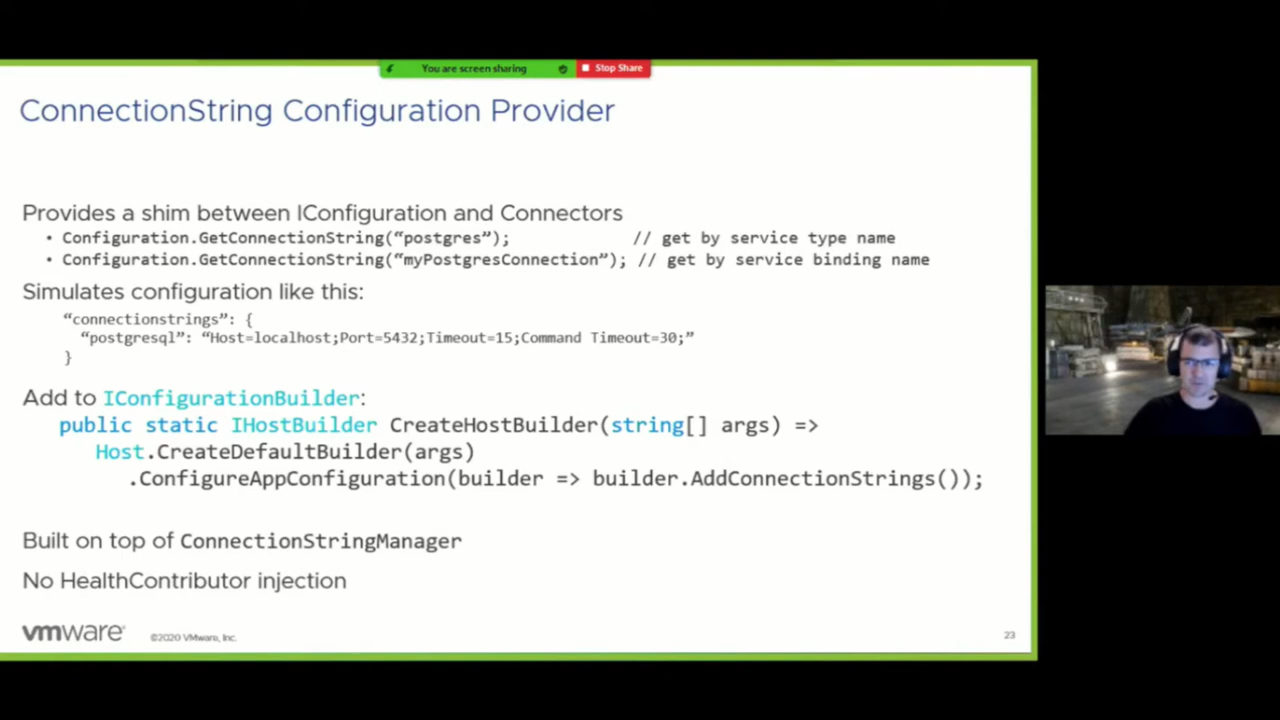 You are screen sharing
Stop Share
ConnectionString Configuration Provider
Provides a shim between IConfiguration and Connectors
• Configuration.GetConnectionString(“postgres”); // get by service type name
• Configuration.GetConnectionString(“myPostgresConnection”); // get by service binding name
Simulates configuration like this:
“connectionstrings”: {
“postgresql”: “Host=localhost;Port=5432;Timeout=15;Command Timeout=30;”
}
Add to IConfigurationBuilder:
public static IHostBuilder CreateHostBuilder(string[] args) =>
Host.CreateDefaultBuilder(args)
.ConfigureAppConfiguration(builder => builder.AddConnectionStrings());
Built on top of ConnectionStringManager
No HealthContributor injection
vmware®
©2020 VMware, Inc.
23